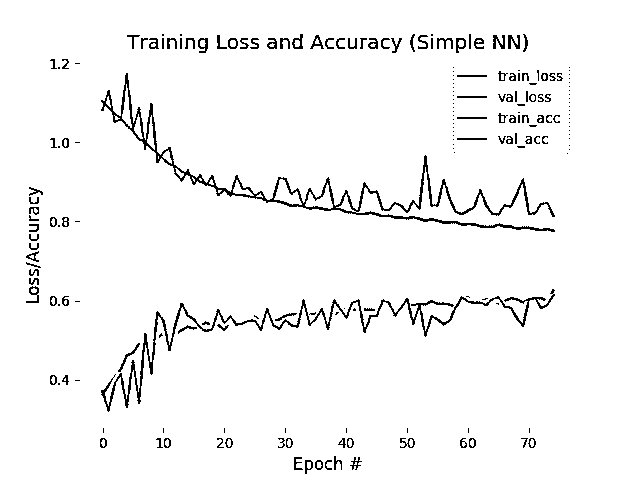 Training Loss and Accuracy (Simple NN)
1.2
train_loss
val_loss
train_acc
val_acc
1.0
0.8
0.6
0.4
Loss/Accuracy
0 10 20 30 40 50 60 70
Epoch #